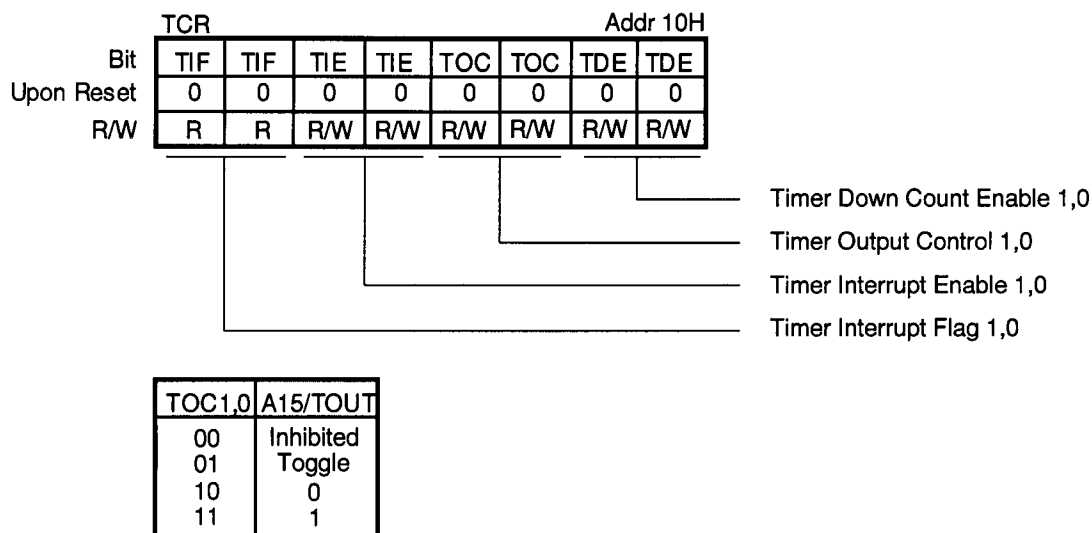 TCR Addr 10H
Bit TIF TIF TIE TIE TOC TOC TDE TDE
Upon Reset 0 0 0 0 0 0 0 0
R/W R R R/W R/W R/W R/W R/W R/W
Timer Down Count Enable 1,0
Timer Output Control 1,0
Timer Interrupt Enable 1,0
Timer Interrupt Flag 1,0
TOC1,0 A15/TOUT
00 Inhibited
01 Toggle
10 0
11 1